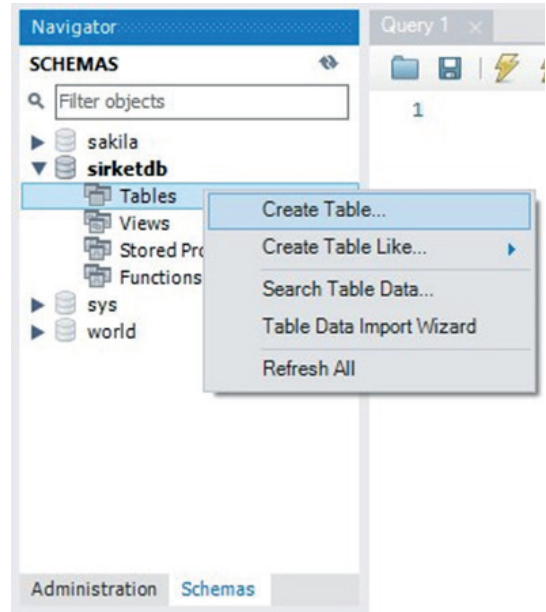 Navigator
SCHEMAS
Filter objects
sakila
sirketdb
Tables
Views
Stored Pro
Functions
sys
world
Administration Schemas
Query 1
1
Create Table...
Create Table Like...
Search Table Data...
Table Data Import Wizard
Refresh All